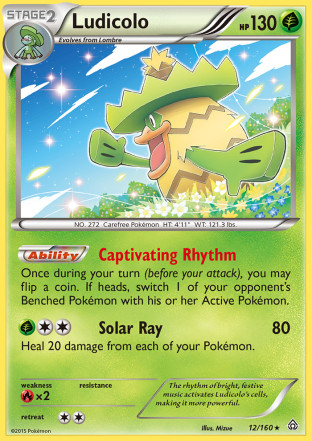 STAGE2 Ludicolo HP 130
Evolves from Lombre
NO. 272 Carefree Pokémon HT: 4'11" WT: 121.3 lbs.
Ability Captivating Rhythm
Once during your turn (before your attack), you may
flip a coin. If heads, switch 1 of your opponent's
Benched Pokémon with his or her Active Pokémon.
Solar Ray 80
Heal 20 damage from each of your Pokémon.
weakness resistance
×2
retreat
The rhythm of bright, festive
music activates Ludicolo's cells,
making it more powerful.
©2015 Pokémon Illus. Mizue 12/160 ★